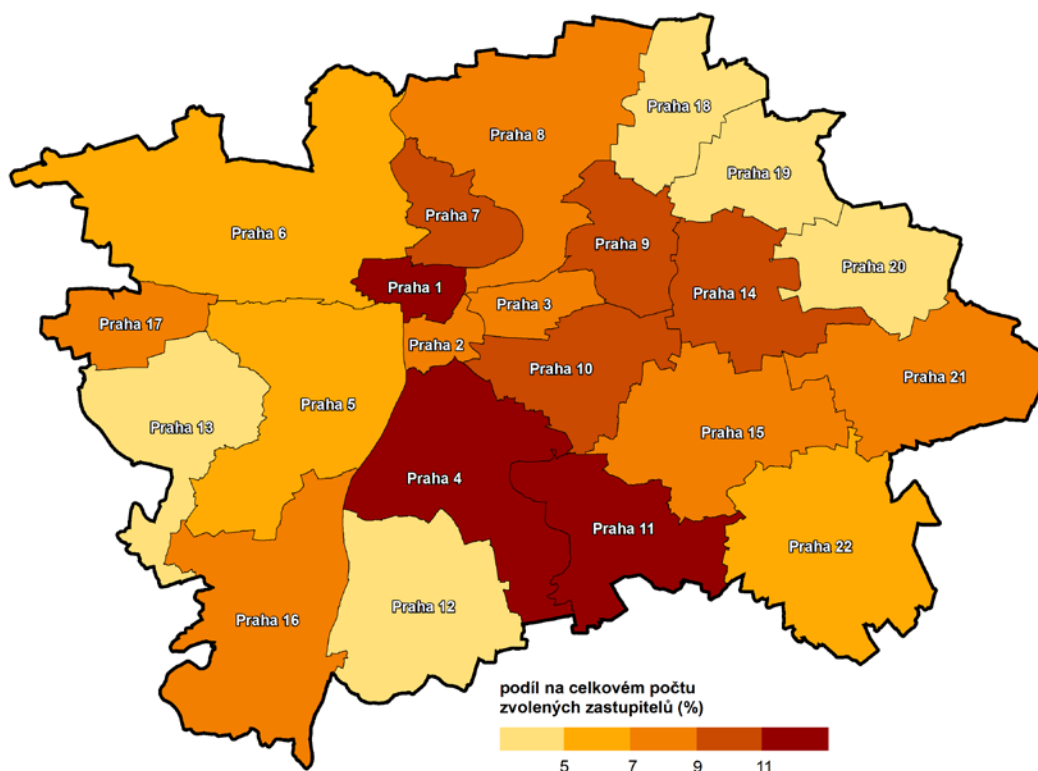 Praha 18
Praha 8
Praha 19
Praha 7
Praha 6
Praha 9
Praha 20
Praha 1
Praha 14
Praha 3
Praha 17
Praha 2
Praha 10
Praha 21
Praha 5
Praha 13
Praha 15
Praha 4
Praha 11
Praha 22
Praha 12
Praha 16
podíl na celkovém počtu
zvolených zastupitelů (%)
5 7 9 11